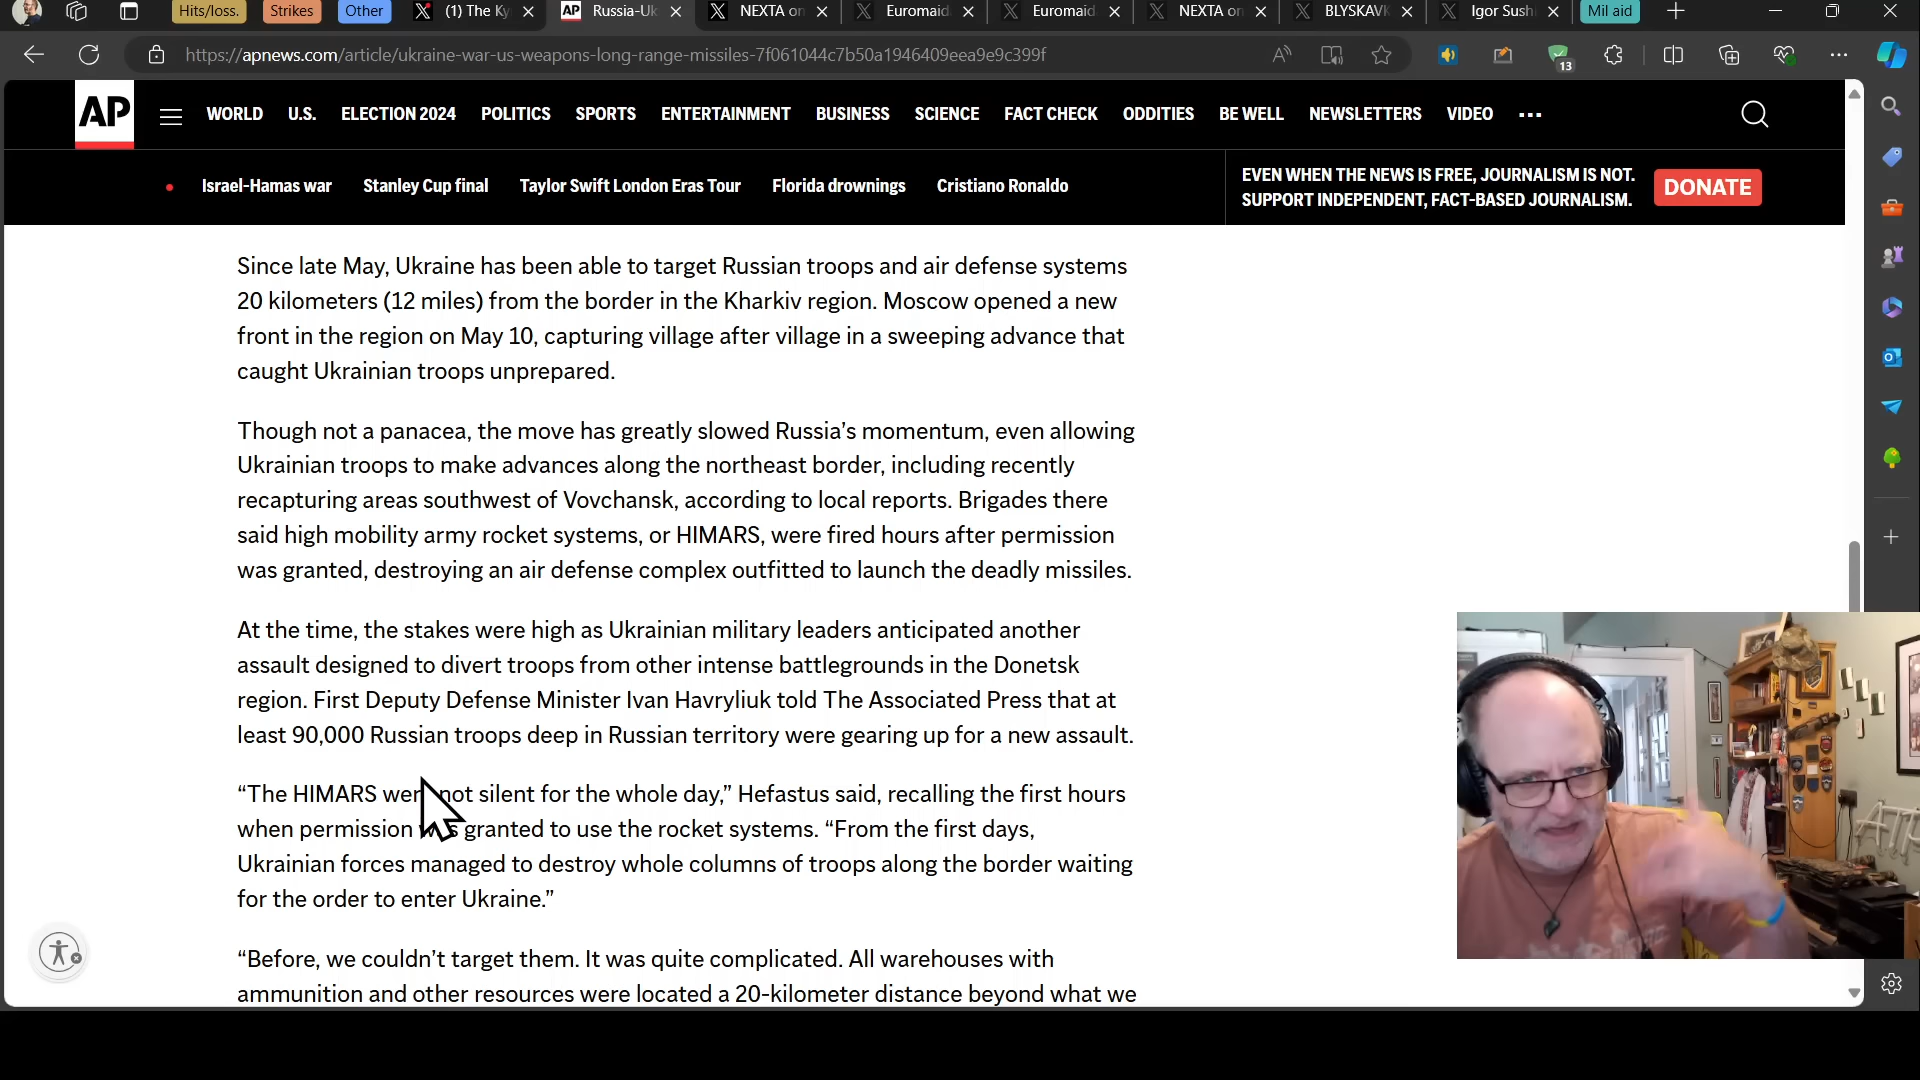 Hits/loss.
Strikes
Other
(1) The Ky
Russia-Uk
NEXTA on
Euromaid
Euromaid
NEXTA on
BLYSKAVK
Igor Sushi
Mil aid
https://apnews.com/article/ukraine-war-us-weapons-long-range-missiles-7f061044c7b50a1946409eea9e9c399f
13
AP
WORLD U.S. ELECTION 2024 POLITICS SPORTS ENTERTAINMENT BUSINESS SCIENCE FACT CHECK ODDITIES BE WELL NEWSLETTERS VIDEO
Israel-Hamas war Stanley Cup final Taylor Swift London Eras Tour Florida drownings Cristiano Ronaldo
EVEN WHEN THE NEWS IS FREE, JOURNALISM IS NOT.
SUPPORT INDEPENDENT, FACT-BASED JOURNALISM.
DONATE
Since late May, Ukraine has been able to target Russian troops and air defense systems
20 kilometers (12 miles) from the border in the Kharkiv region. Moscow opened a new
front in the region on May 10, capturing village after village in a sweeping advance that
caught Ukrainian troops unprepared.
Though not a panacea, the move has greatly slowed Russia’s momentum, even allowing
Ukrainian troops to make advances along the northeast border, including recently
recapturing areas southwest of Vovchansk, according to local reports. Brigades there
said high mobility army rocket systems, or HIMARS, were fired hours after permission
was granted, destroying an air defense complex outfitted to launch the deadly missiles.
At the time, the stakes were high as Ukrainian military leaders anticipated another
assault designed to divert troops from other intense battlegrounds in the Donetsk
region. First Deputy Defense Minister Ivan Havryliuk told The Associated Press that at
least 90,000 Russian troops deep in Russian territory were gearing up for a new assault.
“The HIMARS were not silent for the whole day,” Hefastus said, recalling the first hours
when permission was granted to use the rocket systems. “From the first days,
Ukrainian forces managed to destroy whole columns of troops along the border waiting
for the order to enter Ukraine.”
“Before, we couldn’t target them. It was quite complicated. All warehouses with
ammunition and other resources were located a 20-kilometer distance beyond what we